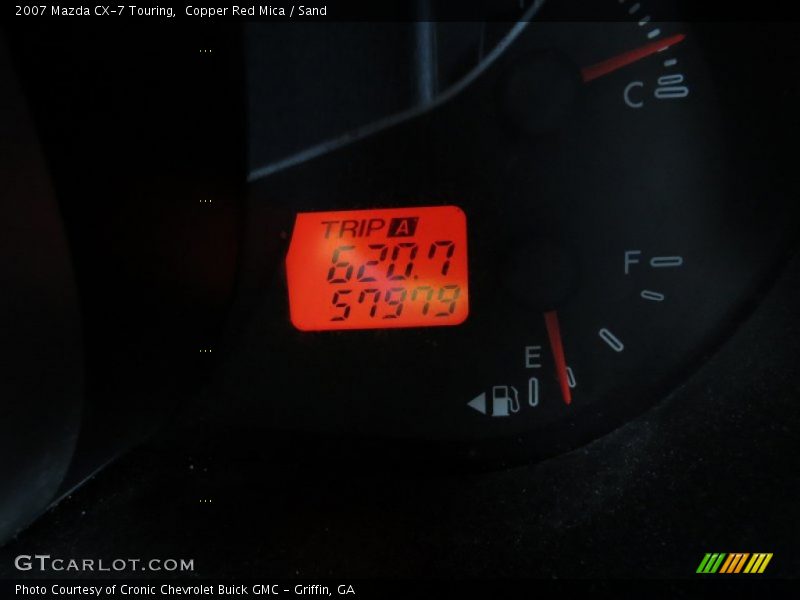 2007 Mazda CX-7 Touring,  Copper Red Mica / Sand
...
C
TRIP A
620.7
57979
F
...
E
...
...
GTCARLOT.COM
Photo Courtesy of Cronic Chevrolet Buick GMC - Griffin, GA